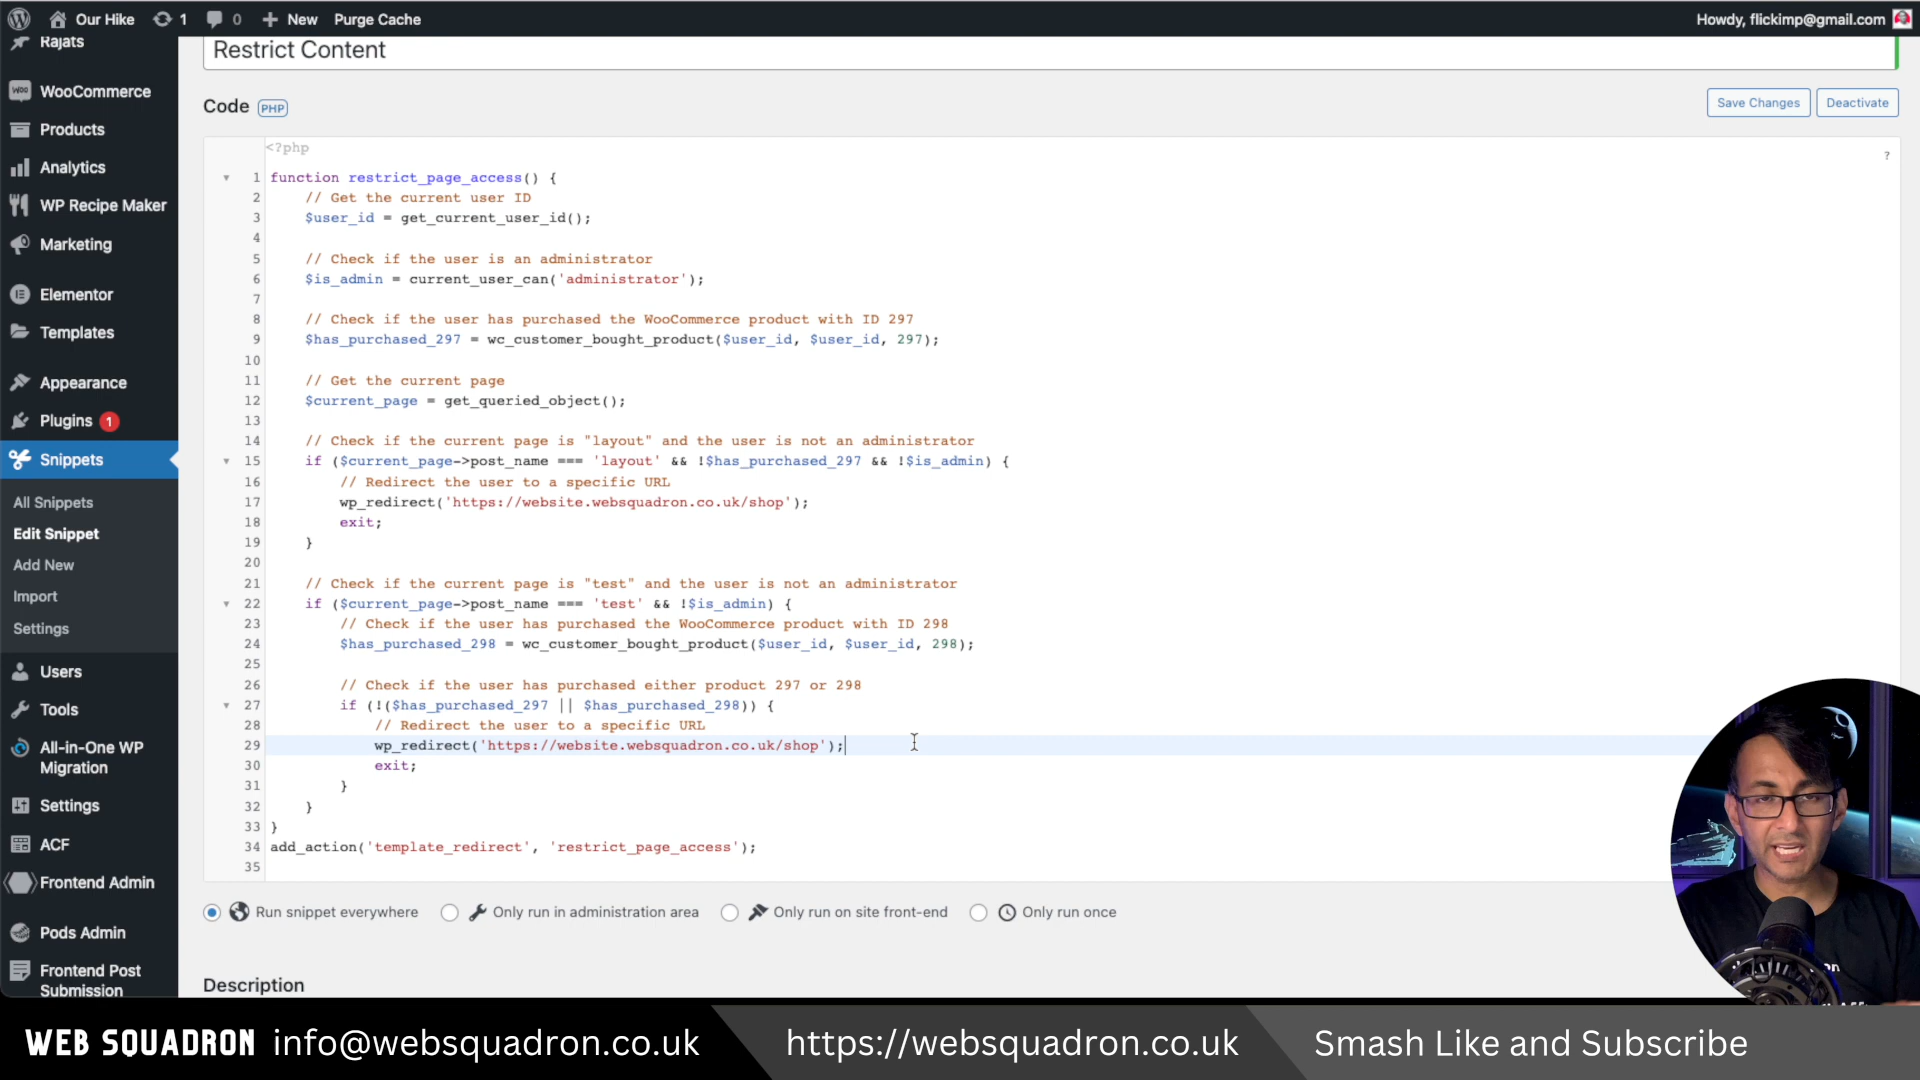 Our Hike
1
0
New
Purge Cache
Howdy, flickimp@gmail.com
Rajats
WooCommerce
Products
Analytics
WP Recipe Maker
Marketing
Elementor
Templates
Appearance
Plugins 1
Snippets
All Snippets
Edit Snippet
Add New
Import
Settings
Users
Tools
All-in-One WP
Migration
Settings
ACF
Frontend Admin
Pods Admin
Frontend Post
Submission
Restrict Content
Code PHP
Save Changes
Deactivate
<?php
?
1 function restrict_page_access() {
2 // Get the current user ID
3 $user_id = get_current_user_id();
4
5 // Check if the user is an administrator
6 $is_admin = current_user_can('administrator');
7
8 // Check if the user has purchased the WooCommerce product with ID 297
9 $has_purchased_297 = wc_customer_bought_product($user_id, $user_id, 297);
10
11 // Get the current page
12 $current_page = get_queried_object();
13
14 // Check if the current page is "layout" and the user is not an administrator
15 if ($current_page->post_name === 'layout' && !$has_purchased_297 && !$is_admin) {
16 // Redirect the user to a specific URL
17 wp_redirect('https://website.websquadron.co.uk/shop');
18 exit;
19 }
20
21 // Check if the current page is "test" and the user is not an administrator
22 if ($current_page->post_name === 'test' && !$is_admin) {
23 // Check if the user has purchased the WooCommerce product with ID 298
24 $has_purchased_298 = wc_customer_bought_product($user_id, $user_id, 298);
25
26 // Check if the user has purchased either product 297 or 298
27 if (!($has_purchased_297 || $has_purchased_298)) {
28 // Redirect the user to a specific URL
29 wp_redirect('https://website.websquadron.co.uk/shop');
30 exit;
31 }
32 }
33 }
34 add_action('template_redirect', 'restrict_page_access');
35
Run snippet everywhere
Only run in administration area
Only run on site front-end
Only run once
Description
WEB SQUADRON info@websquadron.co.uk
https://websquadron.co.uk
Smash Like and Subscribe